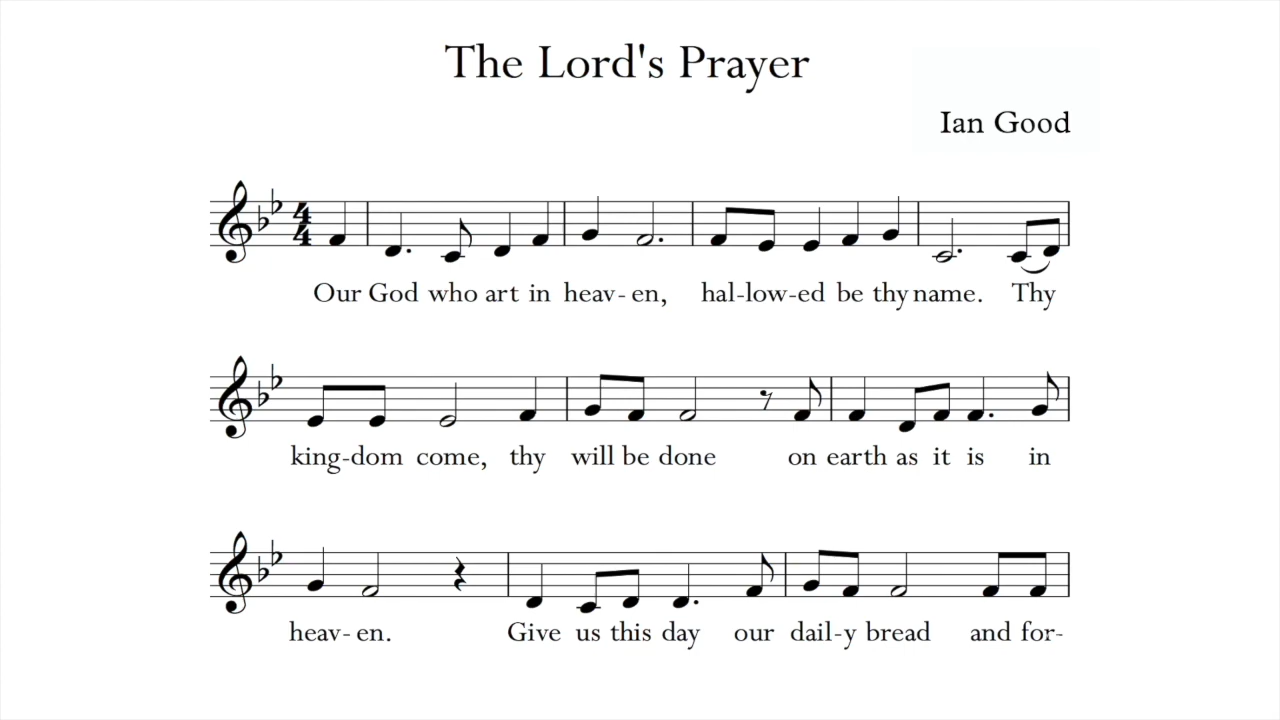 The Lord's Prayer
Ian Good
4
4
Our God who art in heav- en, hal-low-ed be thy name. Thy
king-dom come, thy will be done on earth as it is in
heav- en. Give us this day our dail-y bread and for-